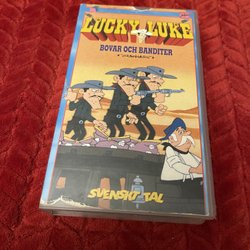 LUCKY LUKE
BOVAR OCH BANDITER
SVENSKT TAL